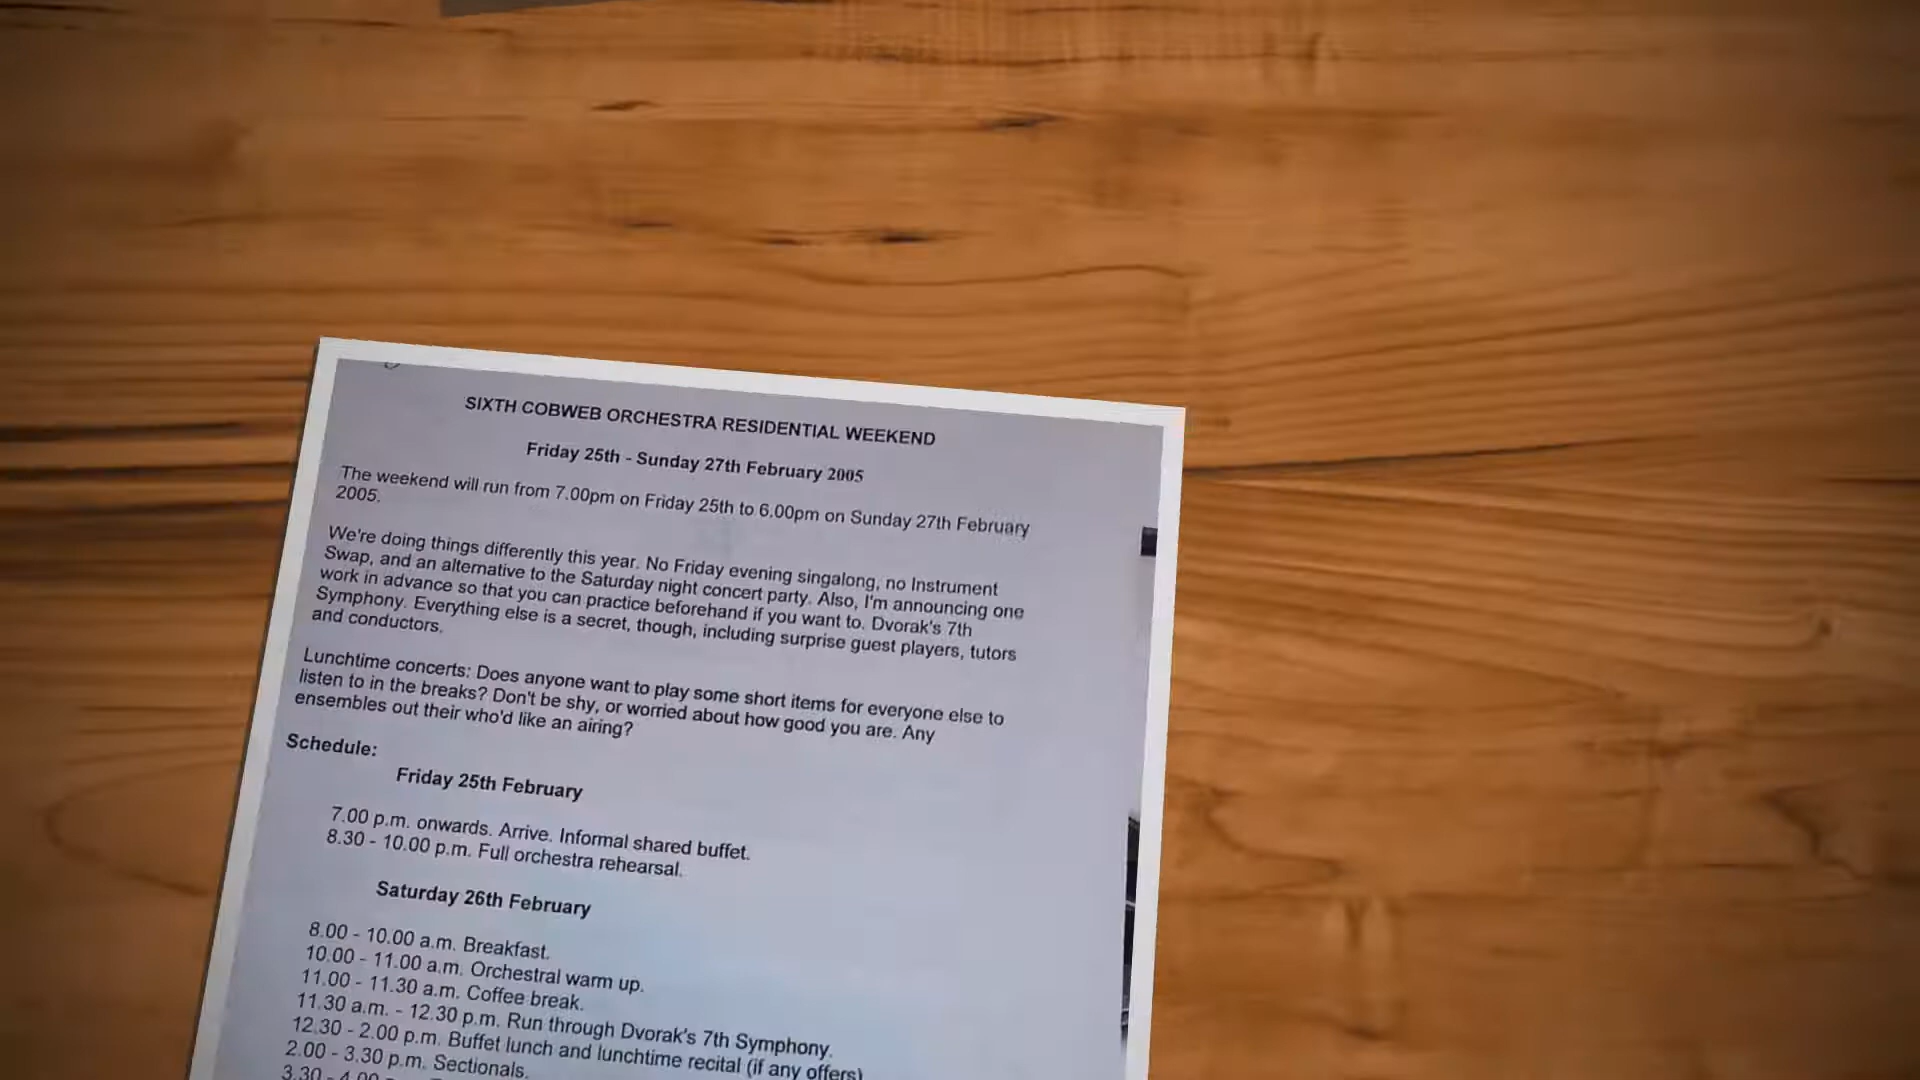 SIXTH COBWEB ORCHESTRA RESIDENTIAL WEEKEND
Friday 25th - Sunday 27th February 2005
The weekend will run from 7.00pm on Friday 25th to 6.00pm on Sunday 27th February
2005.
We're doing things differently this year. No Friday evening singalong, no Instrument
Swap, and an alternative to the Saturday night concert party. Also, I'm announcing one
work in advance so that you can practice beforehand if you want to. Dvorak's 7th
Symphony. Everything else is a secret, though, including surprise guest players, tutors
and conductors.
Lunchtime concerts: Does anyone want to play some short items for everyone else to
listen to in the breaks? Don't be shy, or worried about how good you are. Any
ensembles out their who'd like an airing?
Schedule:
Friday 25th February
7.00 p.m. onwards. Arrive. Informal shared buffet.
8.30 - 10.00 p.m. Full orchestra rehearsal.
Saturday 26th February
8.00 - 10.00 a.m. Breakfast.
10.00 - 11.00 a.m. Orchestral warm up.
11.00 - 11.30 a.m. Coffee break.
11.30 a.m. - 12.30 p.m. Run through Dvorak's 7th Symphony.
12.30 - 2.00 p.m. Buffet lunch and lunchtime recital (if any offers)
2.00 - 3.30 p.m. Sectionals.
3.30 - 4.00